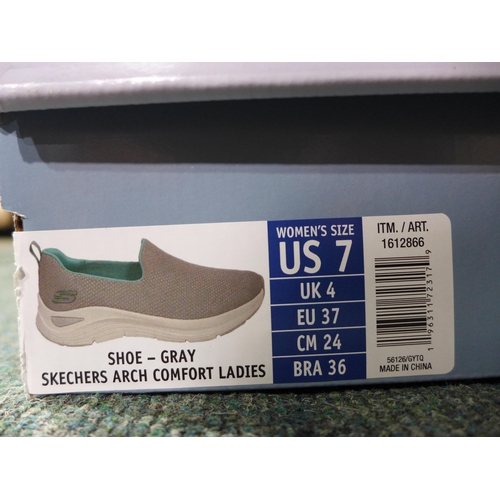 SHOE – GRAY
SKECHERS ARCH COMFORT LADIES
WOMEN'S SIZE
US 7
UK 4
EU 37
CM 24
BRA 36
ITM. / ART.
1612866
56126/GYTQ
MADE IN CHINA